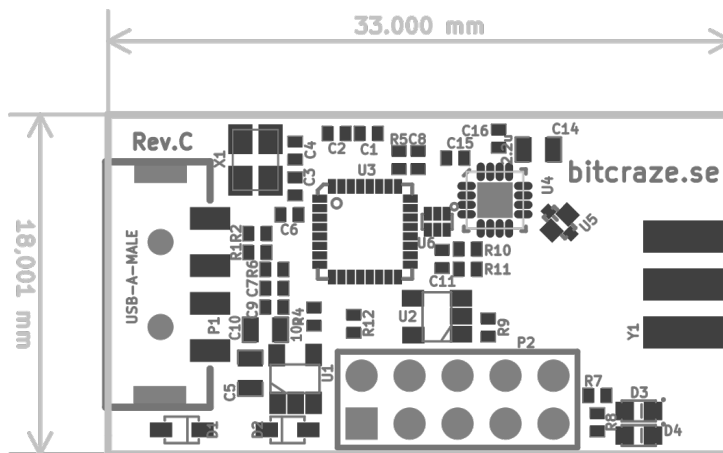 33.000 mm
18,001 mm
Rev.C
bitcraze.se
USB-A-MALE
P1
X1
C4
C3
C2
C1
R5
C8
U3
C15
C16
2.2u
C14
U4
U5
U6
C6
R2
R1
R6
C7
C9
C10
10
R4
R12
C11
R10
R11
U2
R9
C5
U1
P2
Y1
R7
R8
D3
D4
D1
D2